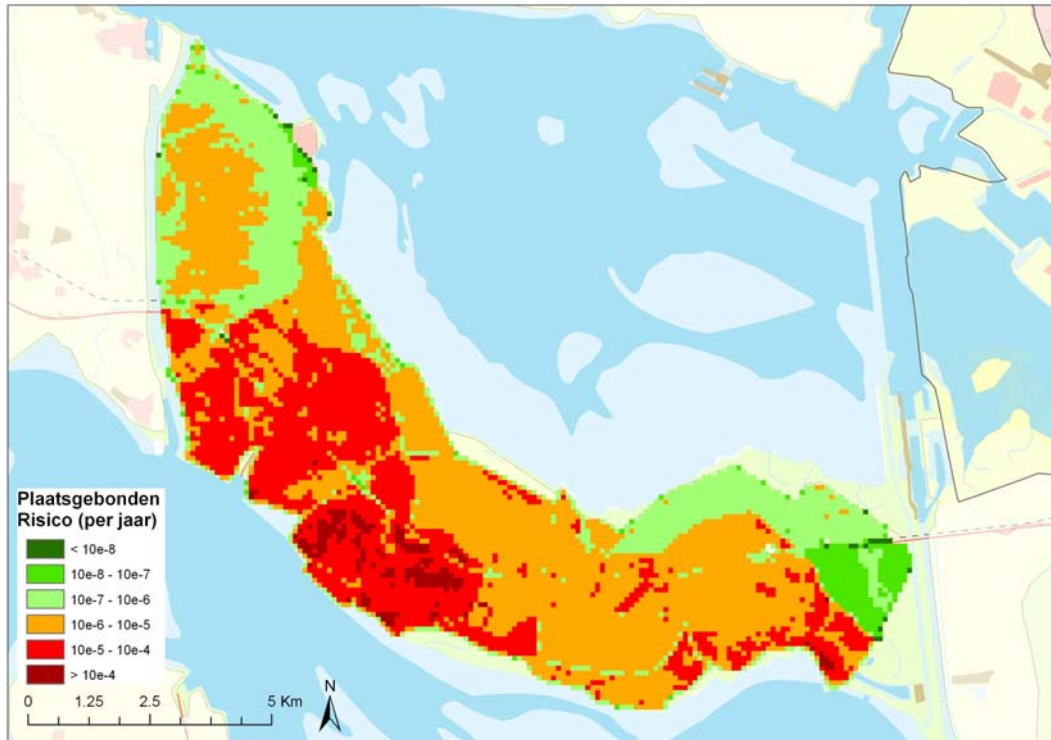 Plaatsgebonden
Risico (per jaar)
< 10e-8
10e-8 - 10e-7
10e-7 - 10e-6
10e-6 - 10e-5
10e-5 - 10e-4
> 10e-4
0 1.25 2.5 5 Km
N